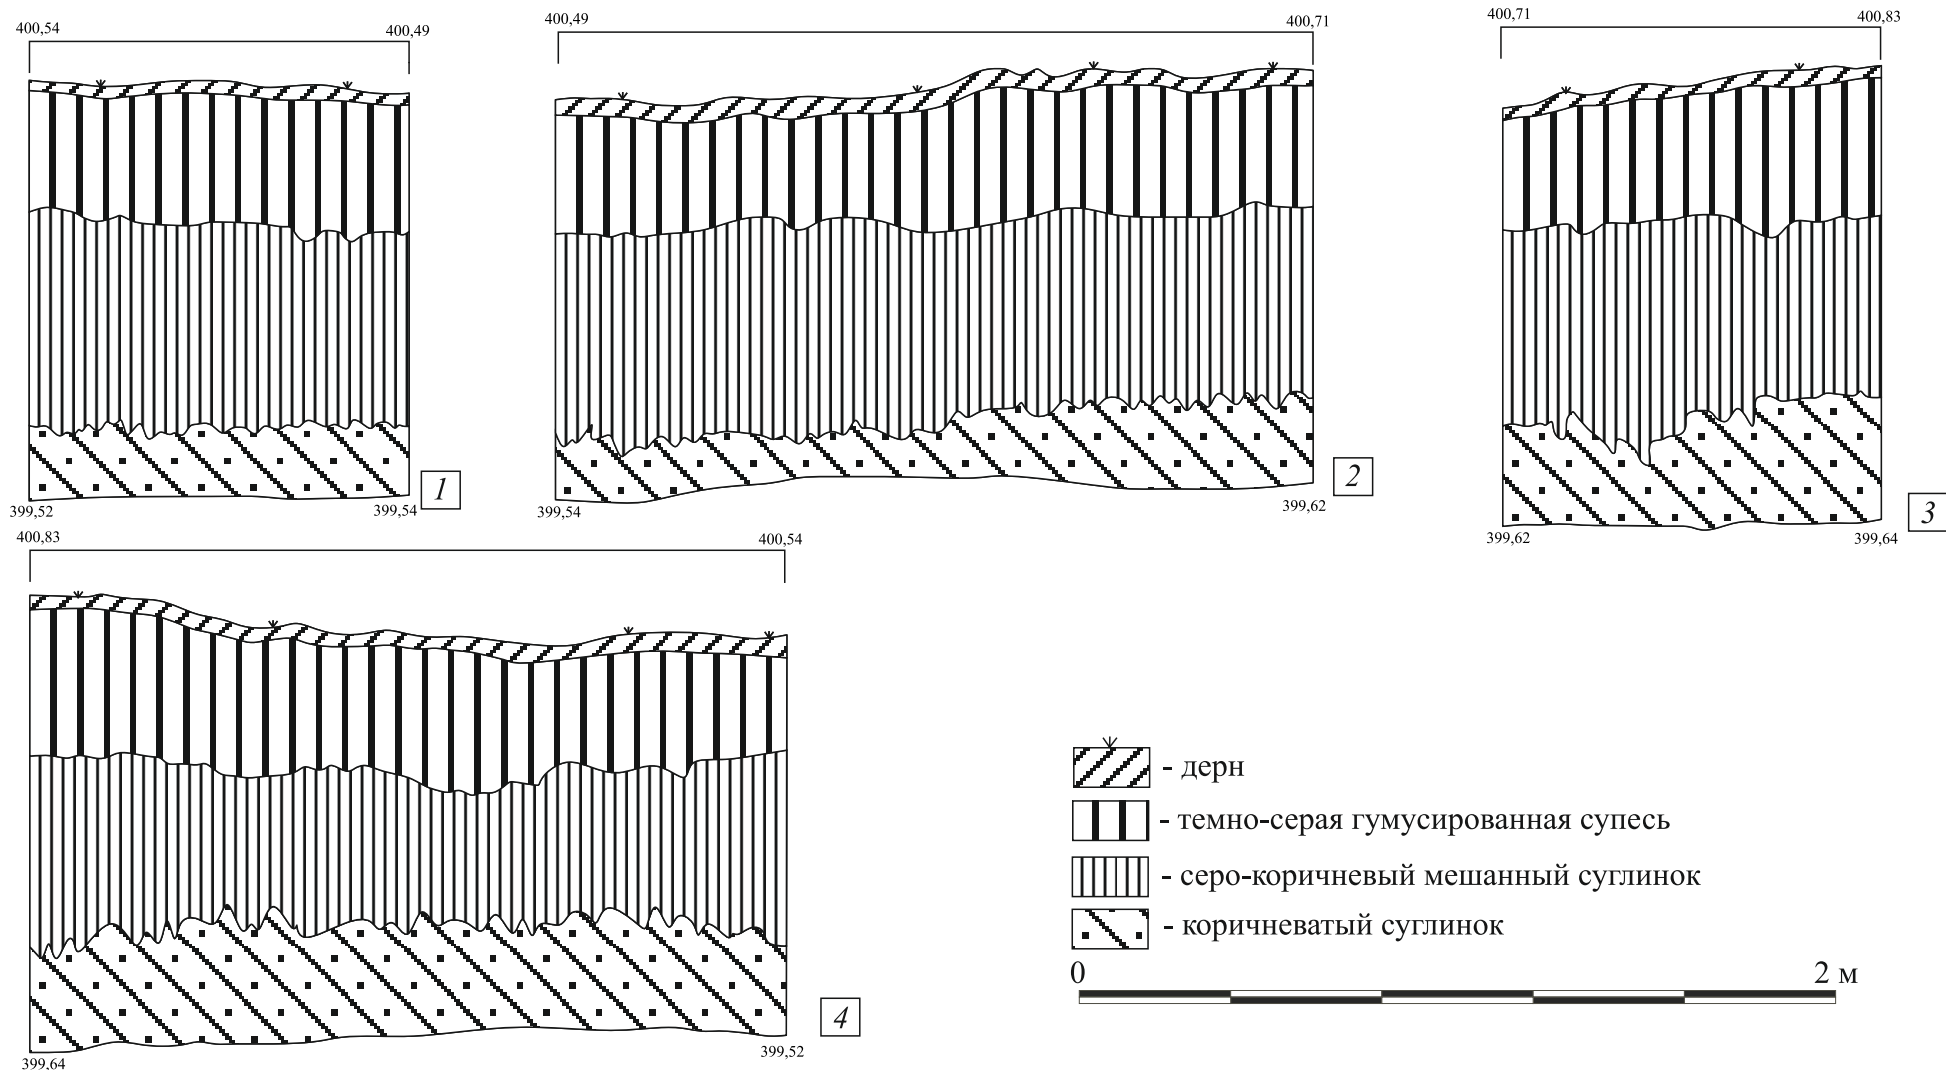 400,54 400,49
400,49 400,71
400,71 400,83
1
2
3
399,52 399,54
399,54 399,62
399,62 399,64
400,83 400,54
- дерн
- темно-серая гумусированная супесь
- серо-коричневый мешанный суглинок
- коричневатый суглинок
0 2 м
4
399,64 399,52